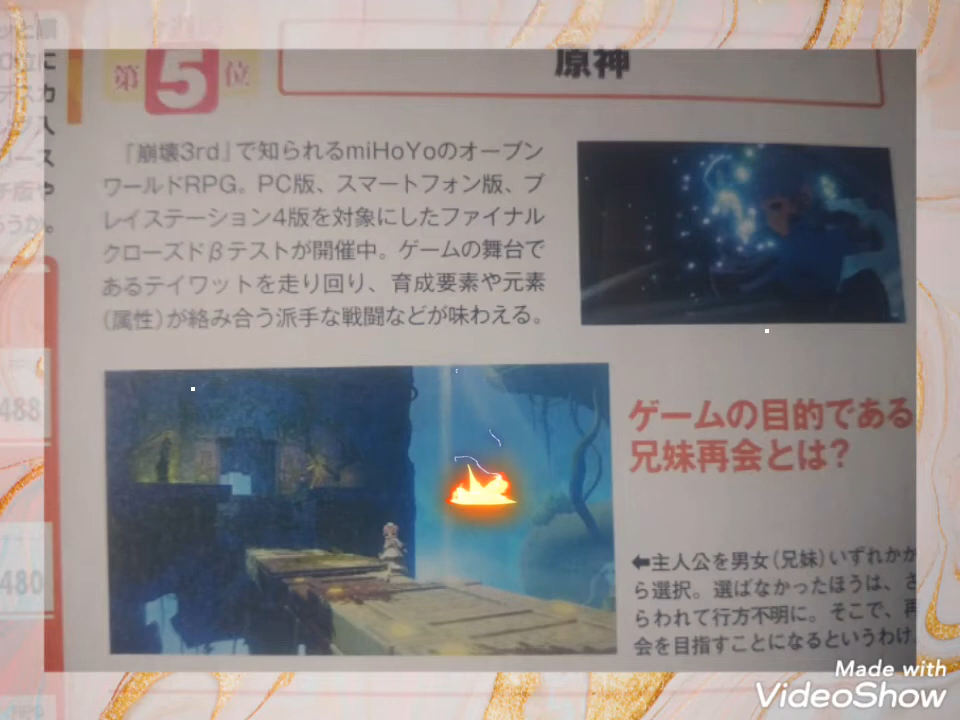 第5位
原神
『崩壊3rd』で知られるmiHoYoのオープン
ワールドRPG。PC版、スマートフォン版、プ
レイステーション4版を対象にしたファイナル
クローズドβテストが開催中。ゲームの舞台で
あるテイワットを走り回り、育成要素や元素
(属性)が絡み合う派手な戦闘などが味わえる。
ゲームの目的である
兄妹再会とは?
←主人公を男女(兄妹)いずれかか
ら選択。選ばなかったほうは、さ
らわれて行方不明に。そこで、再
会を目指すことになるというわけ
488
480
Made with
VideoShow